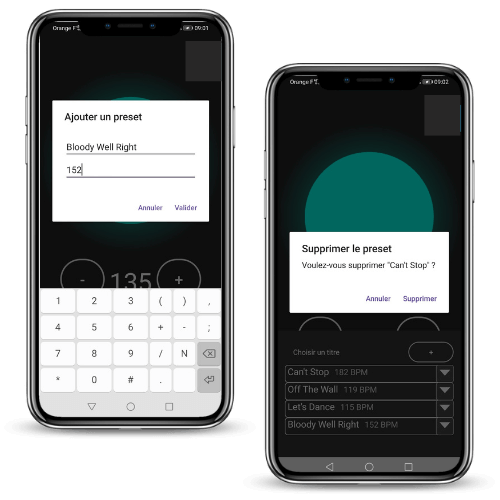 Orange F 09:01
Ajouter un preset
Bloody Well Right
152
Annuler Valider
- 135 +
1 2 3 ( ) ,
4 5 6 + - ;
7 8 9 / N
* 0 # .
Orange F 09:02
Supprimer le preset
Voulez-vous supprimer "Can't Stop" ?
Annuler Supprimer
Choisir un titre +
Can't Stop 182 BPM
Off The Wall 119 BPM
Let's Dance 115 BPM
Bloody Well Right 152 BPM